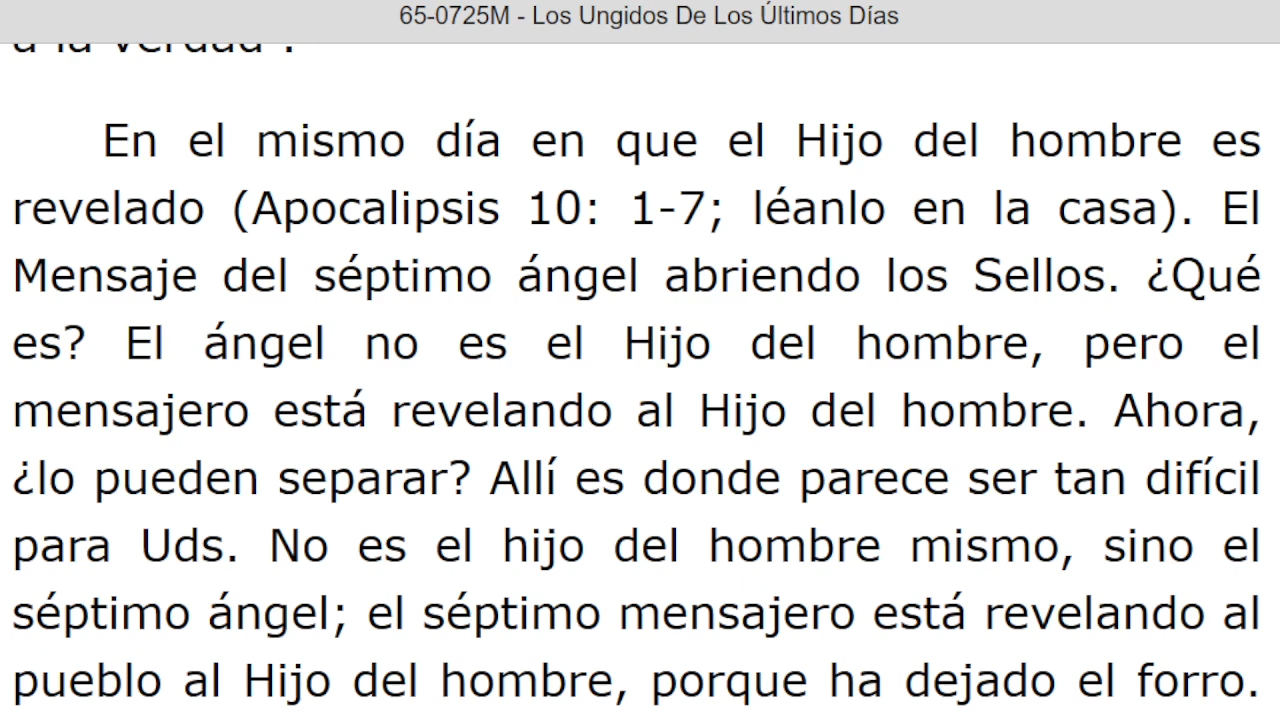 65-0725M - Los Ungidos De Los Últimos Días
a la verdad".
En el mismo día en que el Hijo del hombre es
revelado (Apocalipsis 10: 1-7; léanlo en la casa). El
Mensaje del séptimo ángel abriendo los Sellos. ¿Qué
es? El ángel no es el Hijo del hombre, pero el
mensajero está revelando al Hijo del hombre. Ahora,
¿lo pueden separar? Allí es donde parece ser tan difícil
para Uds. No es el hijo del hombre mismo, sino el
séptimo ángel; el séptimo mensajero está revelando al
pueblo al Hijo del hombre, porque ha dejado el forro.